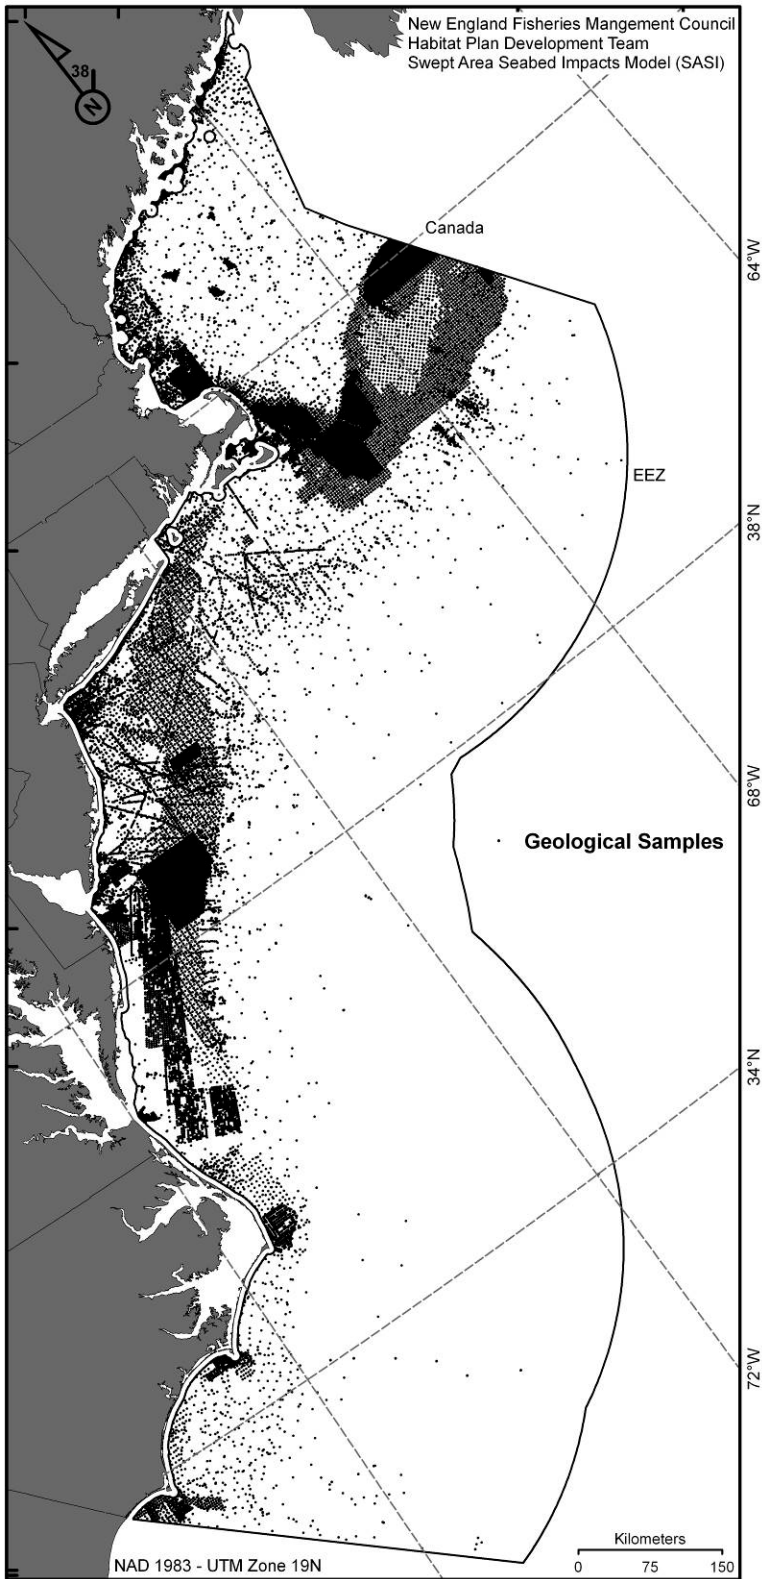 New England Fisheries Mangement Council
Habitat Plan Development Team
Swept Area Seabed Impacts Model (SASI)
38
N
Canada
64°W
EEZ
38°N
68°W
Geological Samples
34°N
72°W
Kilometers
0 75 150
NAD 1983 - UTM Zone 19N